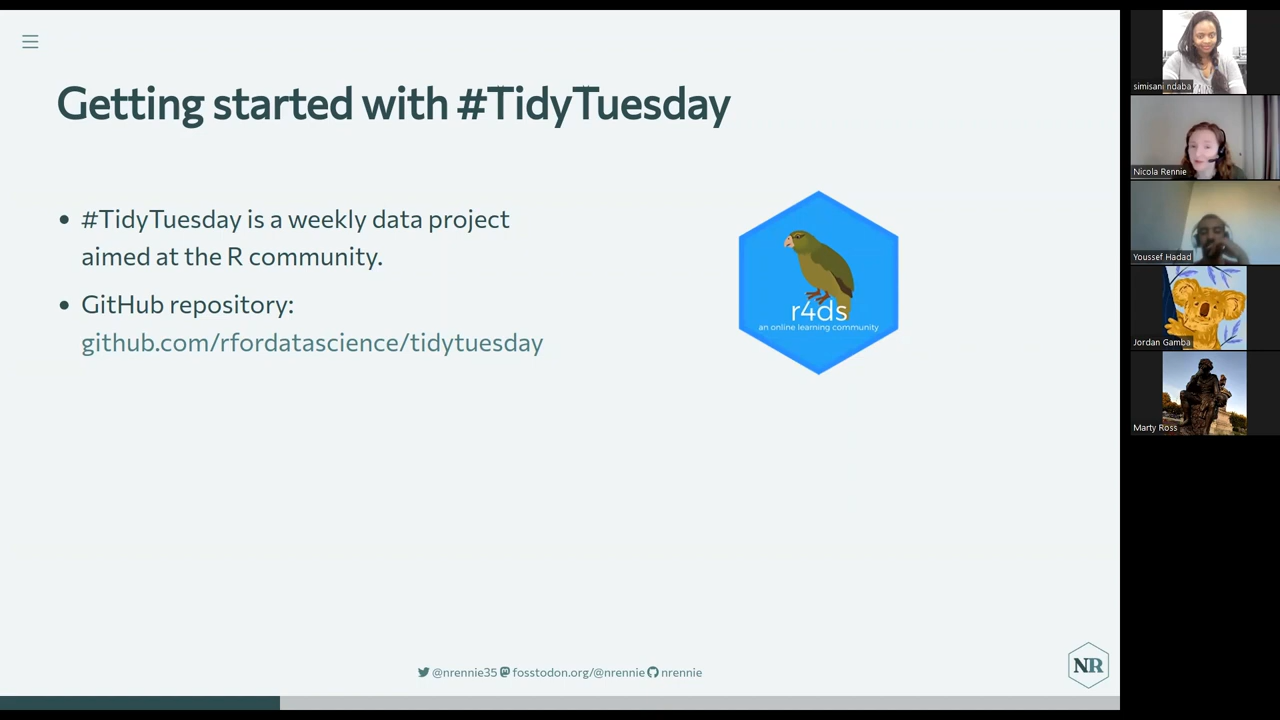 Getting started with #TidyTuesday
• #TidyTuesday is a weekly data project
aimed at the R community.
• GitHub repository:
github.com/rfordatascience/tidytuesday
r4ds
an online learning community
@nrennie35 fosstodon.org/@nrennie nrennie
NR
simisani ndaba
Nicola Rennie
Youssef Hadad
Jordan Gamba
Marty Ross